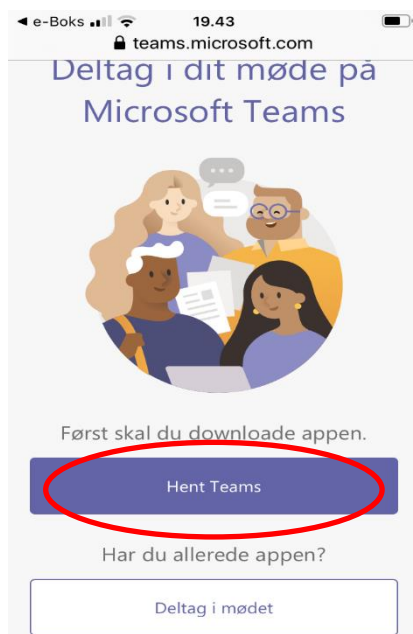 ◄ e-Boks 19.43
teams.microsoft.com
Deltag i dit møde på
Microsoft Teams
Først skal du downloade appen.
Hent Teams
Har du allerede appen?
Deltag i mødet